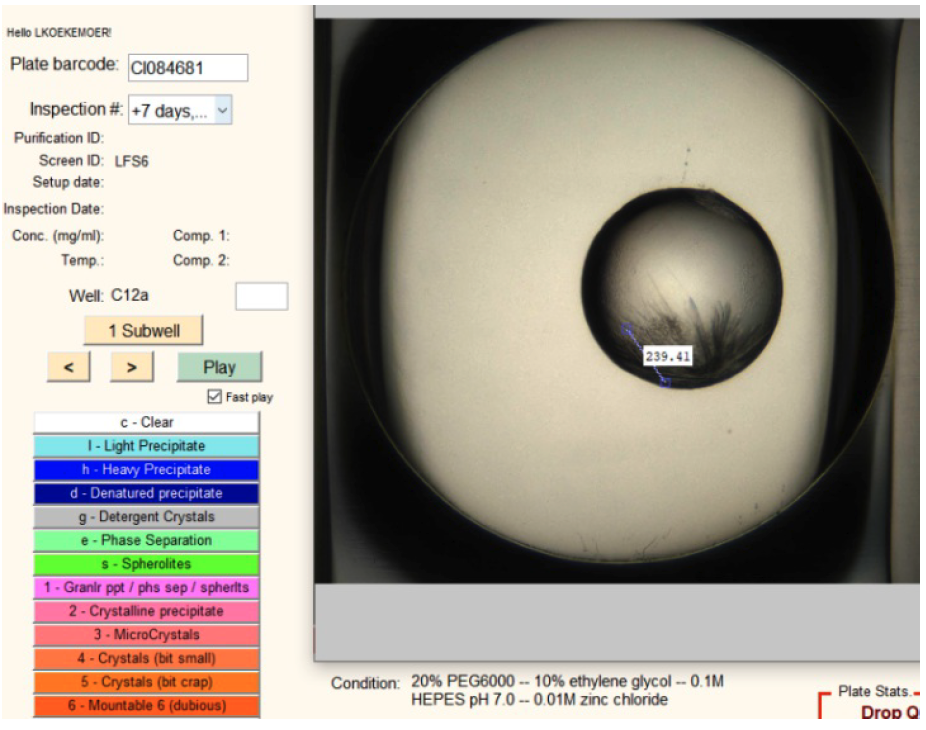 Hello LKOEKEMOER!
Plate barcode: CI084681
Inspection #: +7 days,...
Purification ID:
Screen ID: LFS6
Setup date:
Inspection Date:
Conc. (mg/ml): Comp. 1:
Temp.: Comp. 2:
Well: C12a
1 Subwell
< > Play
Fast play
c - Clear
l - Light Precipitate
h - Heavy Precipitate
d - Denatured precipitate
g - Detergent Crystals
e - Phase Separation
s - Spherolites
1 - Granlr ppt / phs sep / spherlts
2 - Crystalline precipitate
3 - MicroCrystals
4 - Crystals (bit small)
5 - Crystals (bit crap)
6 - Mountable 6 (dubious)
239.41
Condition: 20% PEG6000 -- 10% ethylene glycol -- 0.1M
HEPES pH 7.0 -- 0.01M zinc chloride
Plate Stats.
Drop Q